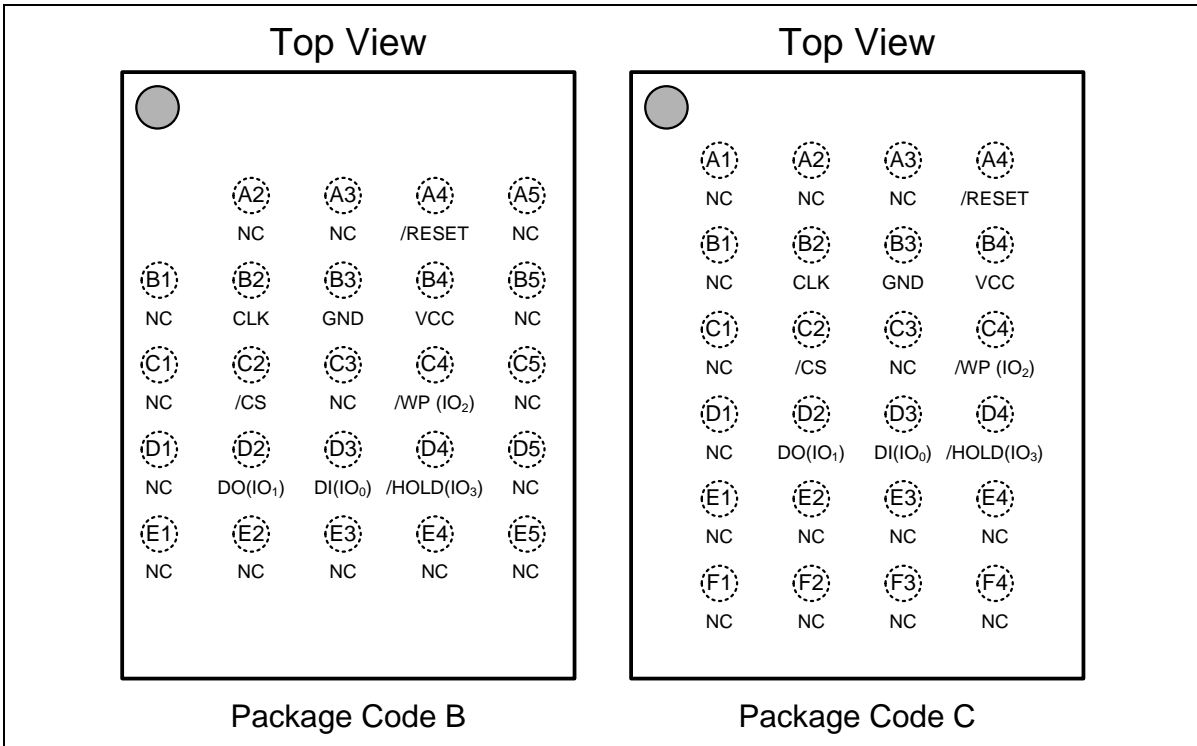 Top View
A2 A3 A4 A5
NC NC /RESET NC
B1 B2 B3 B4 B5
NC CLK GND VCC NC
C1 C2 C3 C4 C5
NC /CS NC /WP (IO₂) NC
D1 D2 D3 D4 D5
NC DO(IO₁) DI(IO₀) /HOLD(IO₃) NC
E1 E2 E3 E4 E5
NC NC NC NC NC
Package Code B
Top View
A1 A2 A3 A4
NC NC NC /RESET
B1 B2 B3 B4
NC CLK GND VCC
C1 C2 C3 C4
NC /CS NC /WP (IO₂)
D1 D2 D3 D4
NC DO(IO₁) DI(IO₀) /HOLD(IO₃)
E1 E2 E3 E4
NC NC NC NC
F1 F2 F3 F4
NC NC NC NC
Package Code C